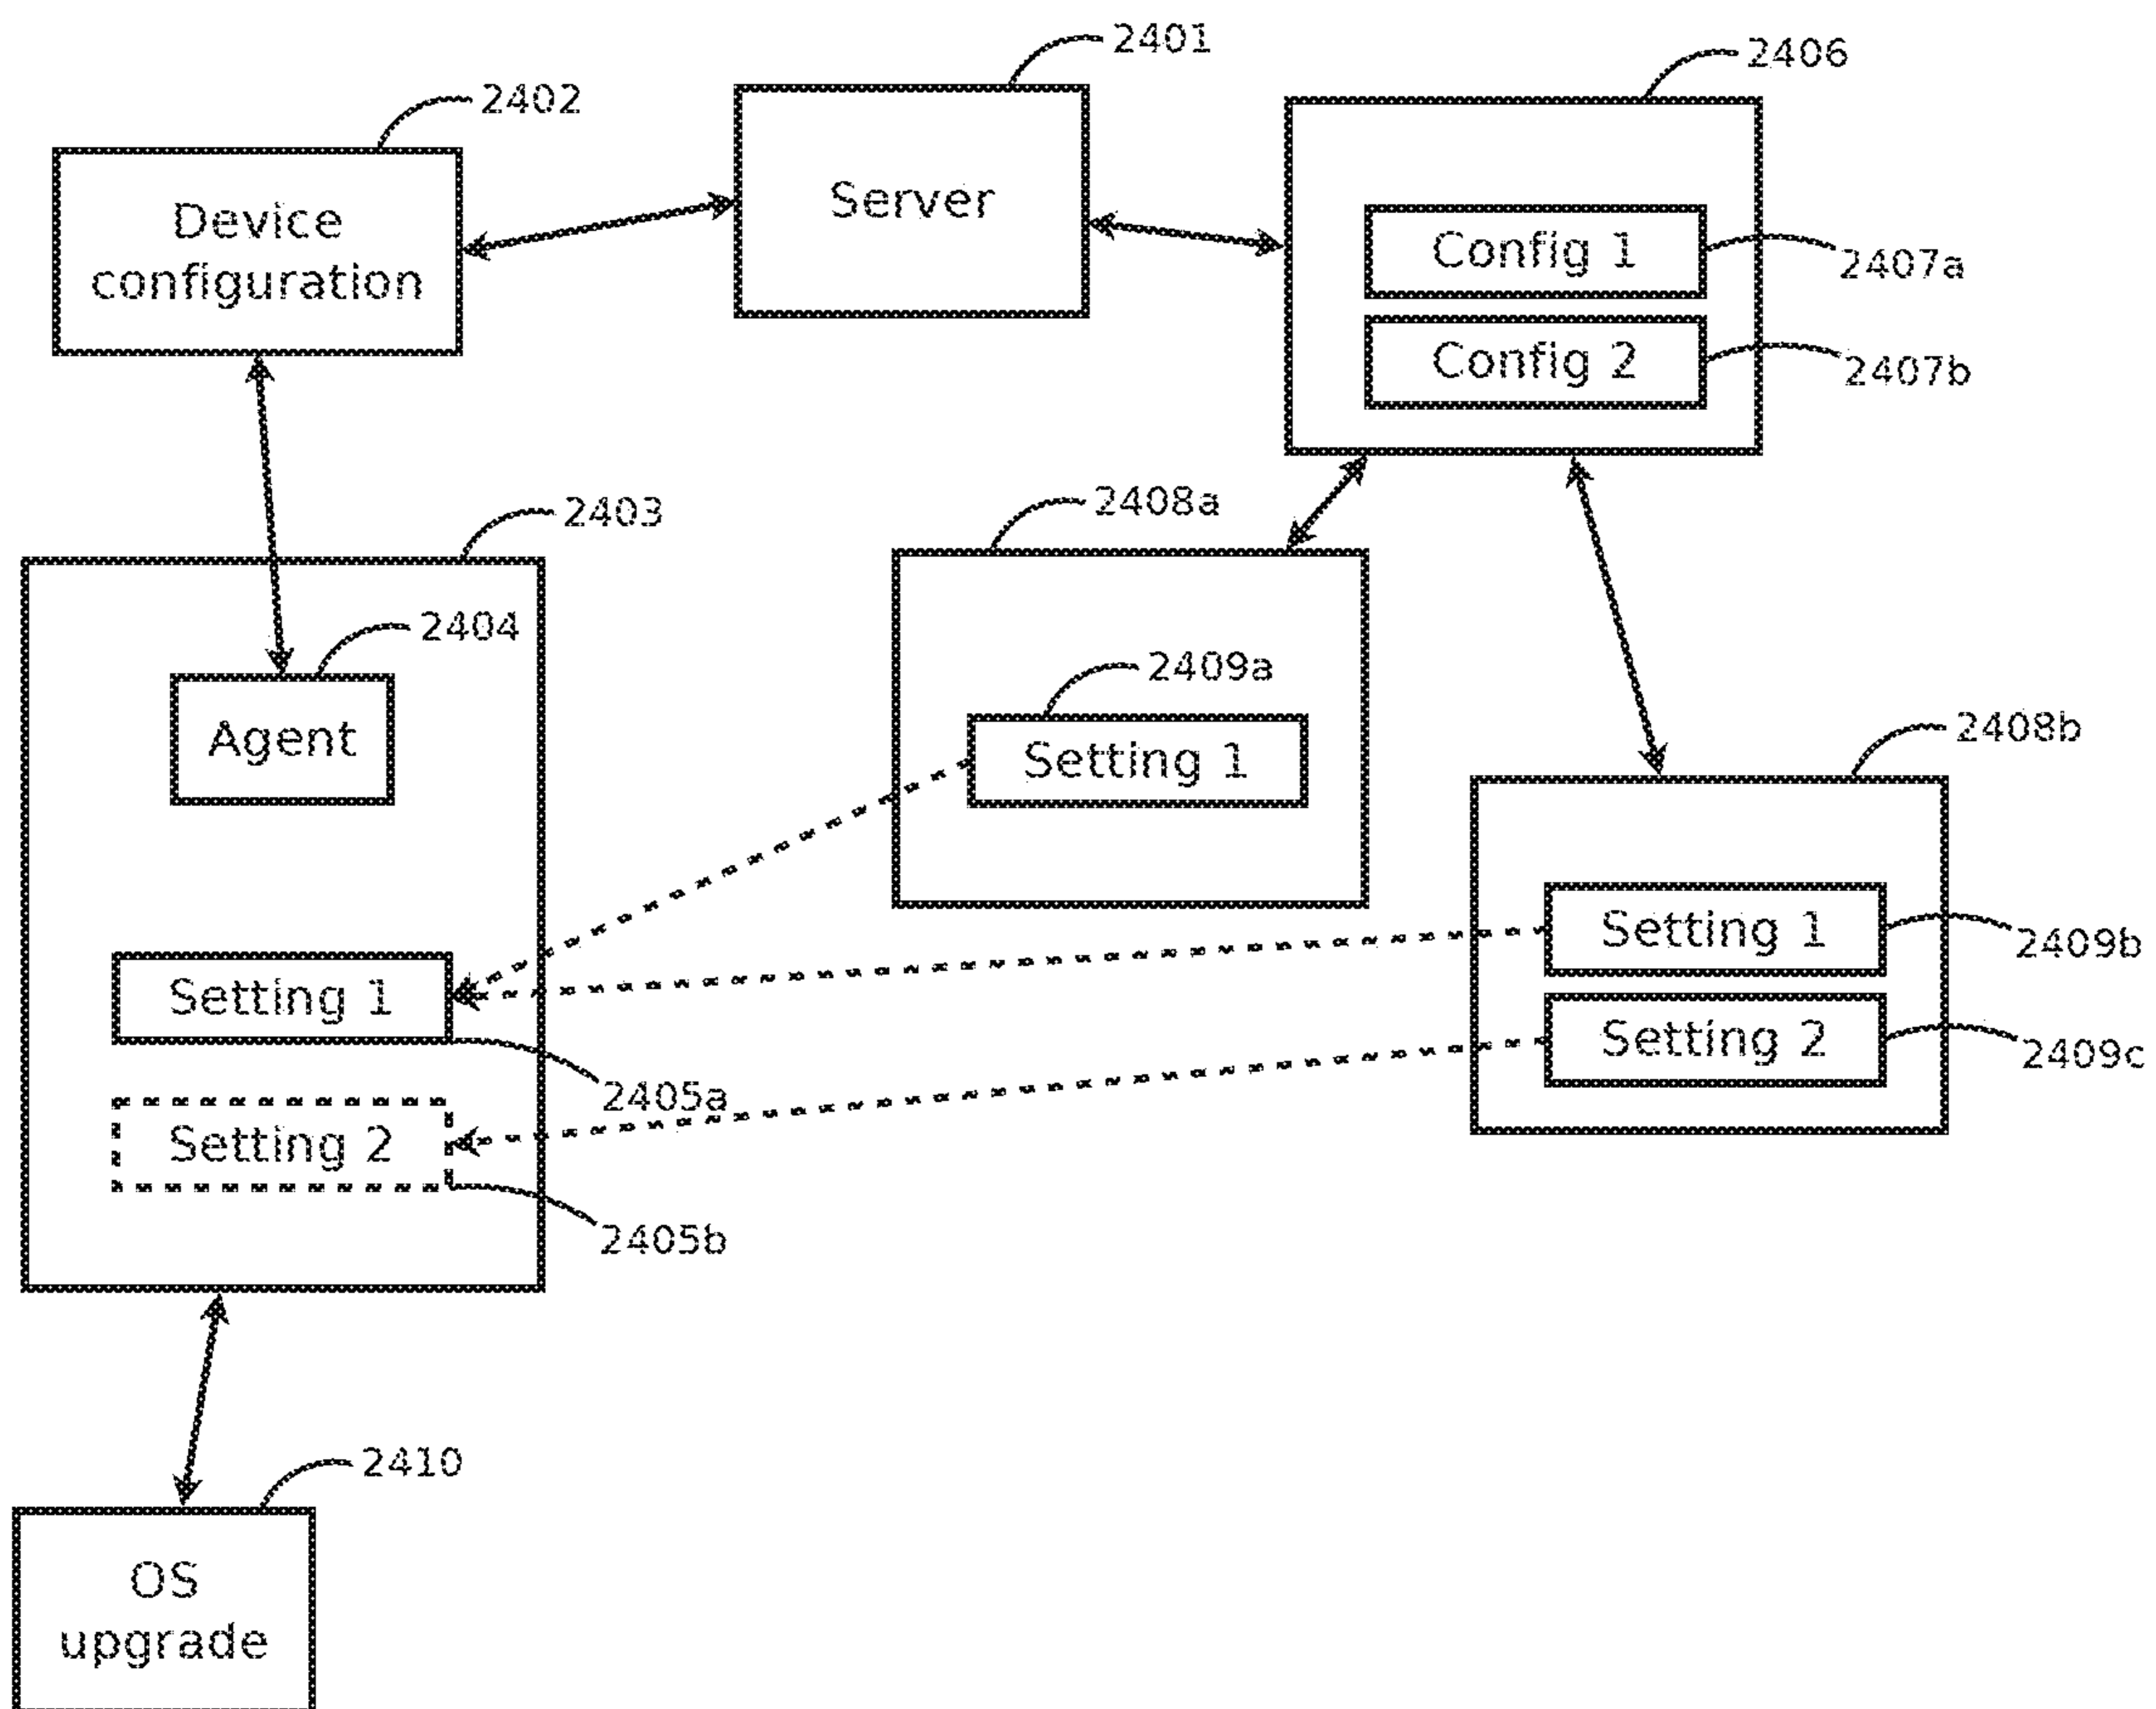 2401
2406
2402
Device
configuration
Server
Config 1
2407a
Config 2
2407b
2408a
2403
2404
2409a
Agent
Setting 1
2408b
Setting 1
2409b
Setting 1
2405a
Setting 2
2409c
Setting 2
2405b
2410
OS
upgrade